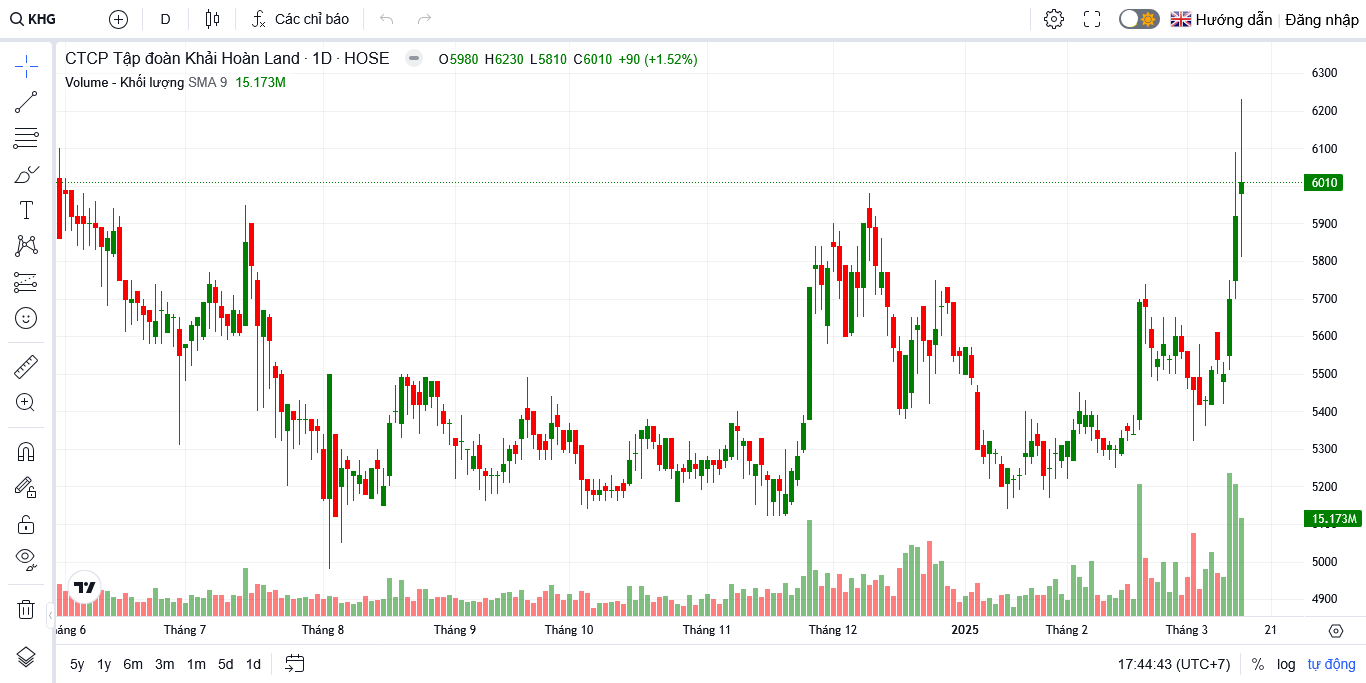 KHG D Các chỉ báo Hướng dẫn Đăng nhập
CTCP Tập đoàn Khải Hoàn Land · 1D · HOSE O5980 H6230 L5810 C6010 +90 (+1.52%)
Volume - Khối lượng SMA 9 15.173M
6300
6200
6100
6010
5900
5800
5700
5600
5500
5400
5300
5200
15.173M
5000
4900
áng 6 Tháng 7 Tháng 8 Tháng 9 Tháng 10 Tháng 11 Tháng 12 2025 Tháng 2 Tháng 3 21
5y 1y 6m 3m 1m 5d 1d 17:44:43 (UTC+7) % log tự động